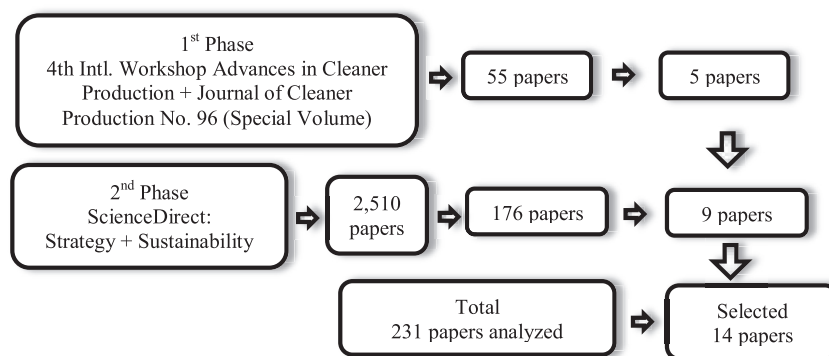 1st Phase
4th Intl. Workshop Advances in Cleaner
Production + Journal of Cleaner
Production No. 96 (Special Volume)
55 papers
5 papers
2nd Phase
ScienceDirect:
Strategy + Sustainability
2,510
papers
176 papers
9 papers
Total
231 papers analyzed
Selected
14 papers